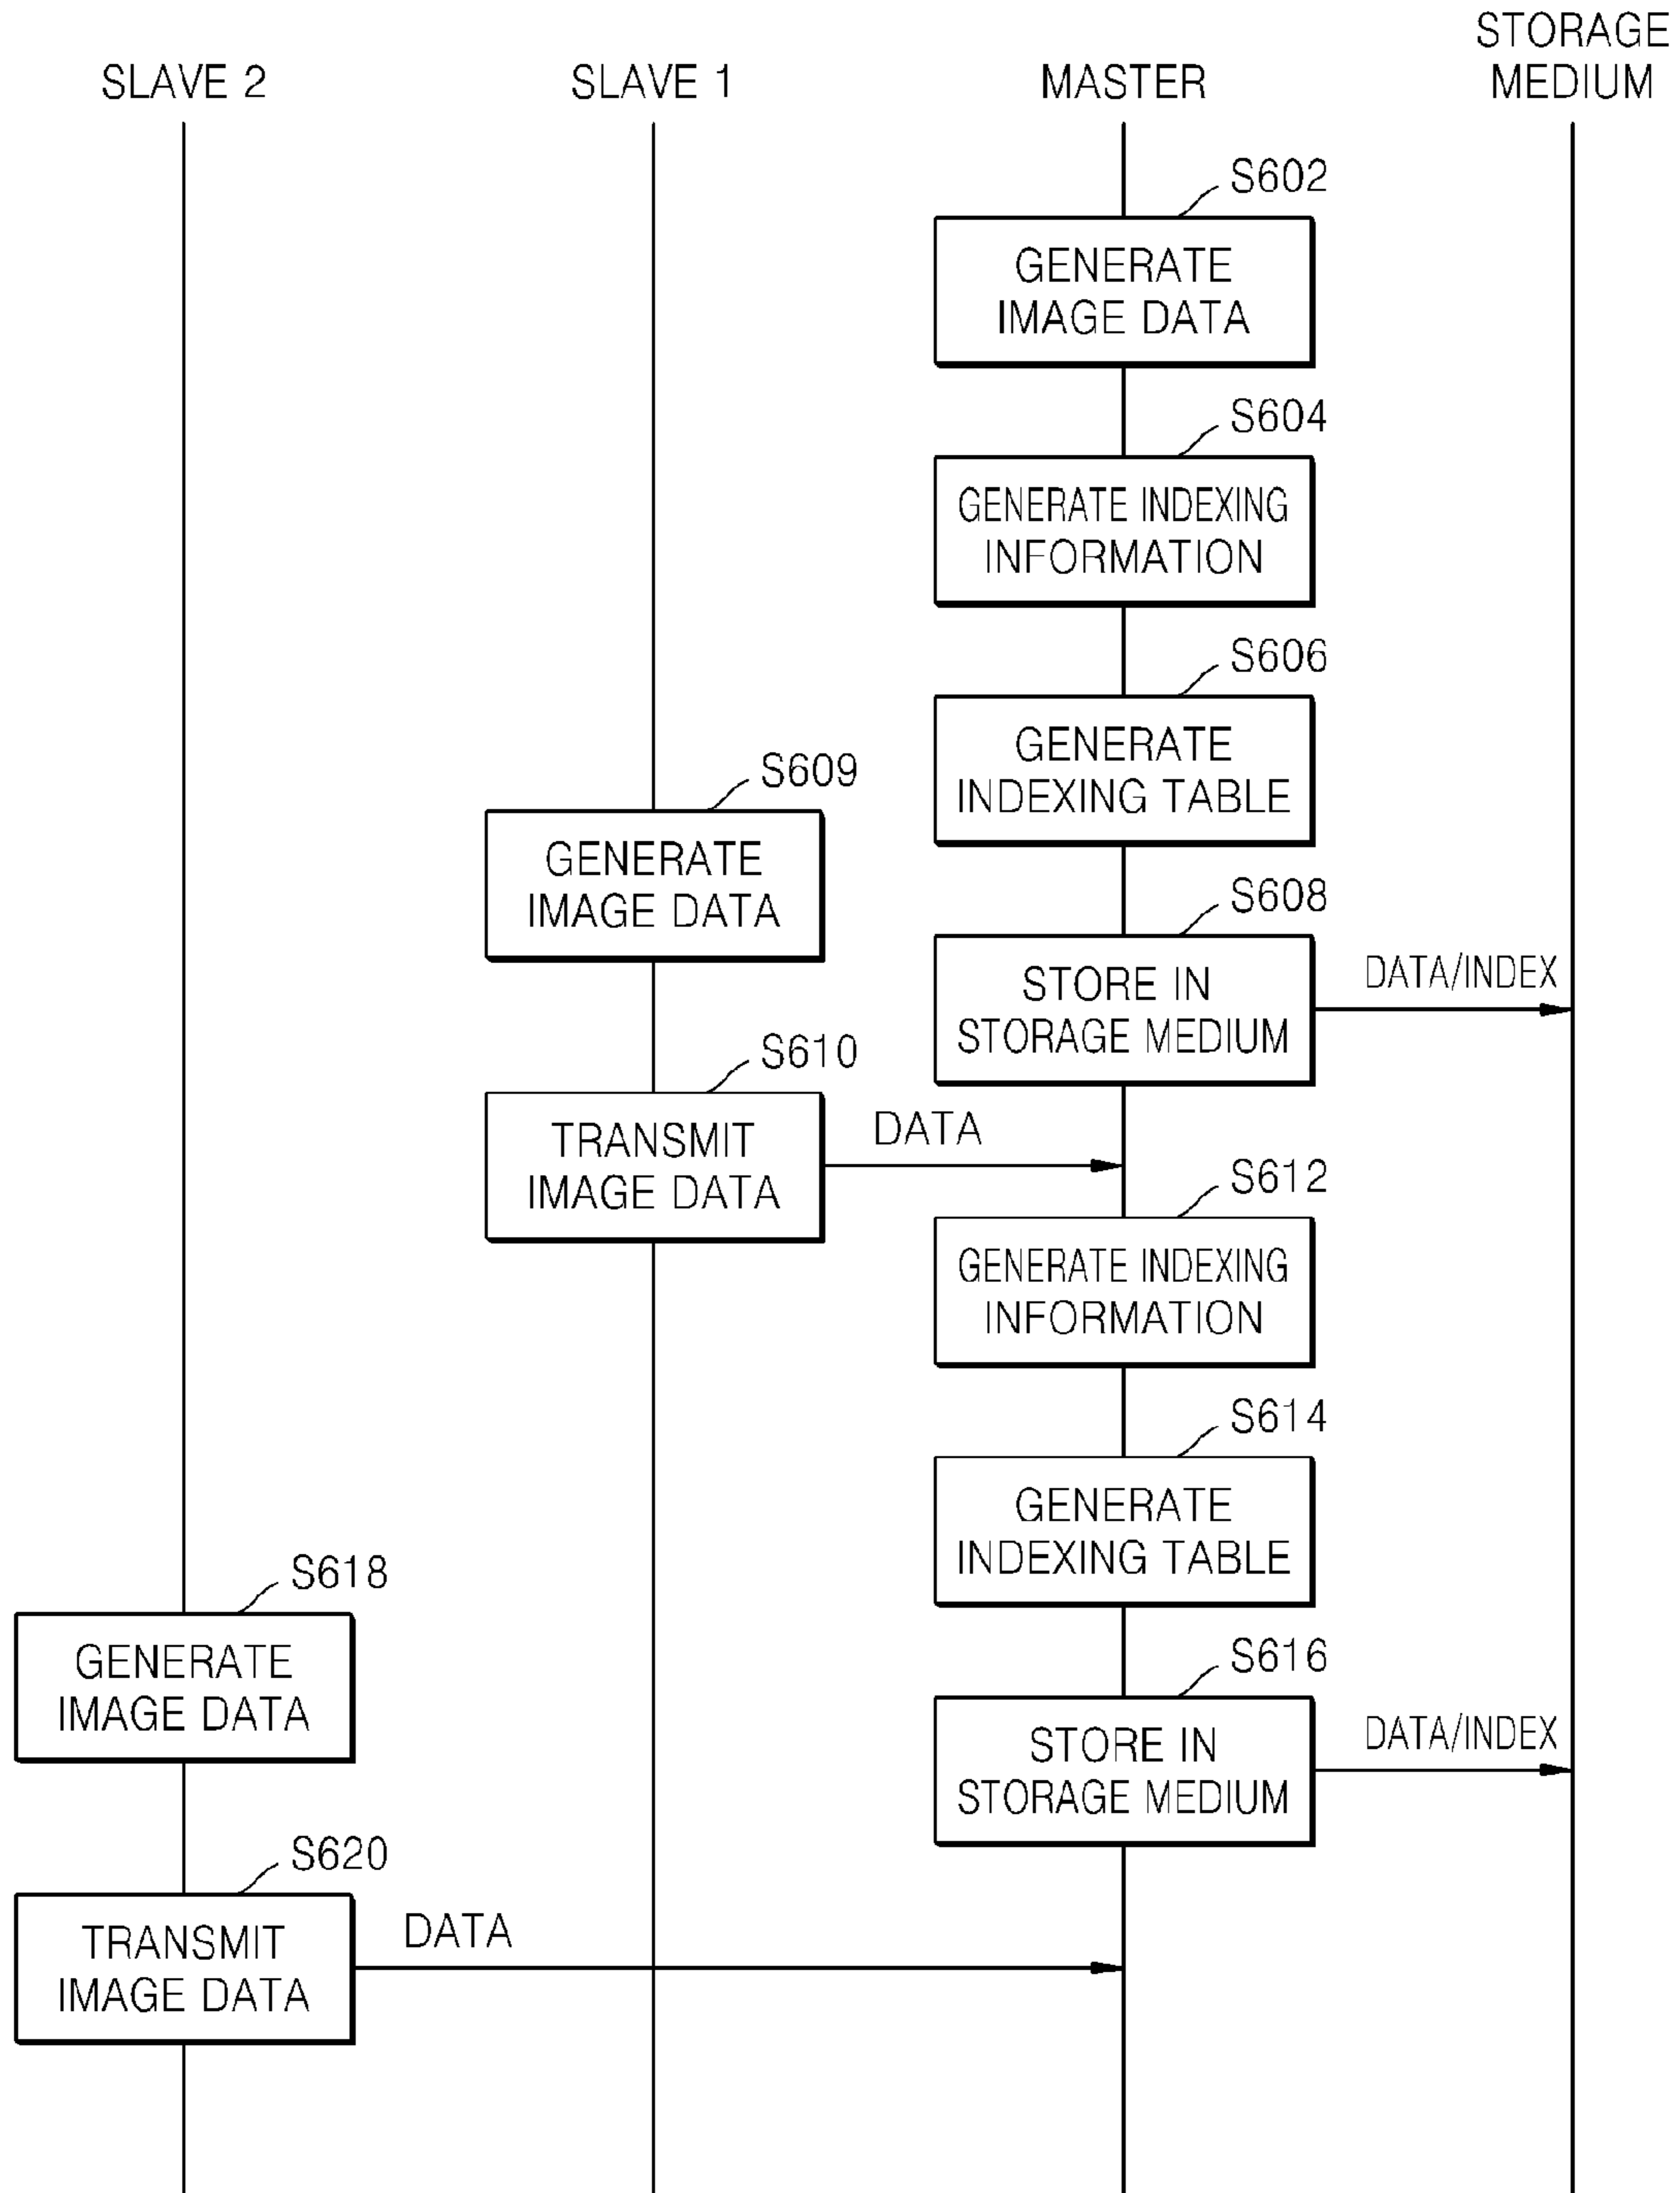 SLAVE 2
SLAVE 1
MASTER
STORAGE
MEDIUM
S602
GENERATE
IMAGE DATA
S604
GENERATE INDEXING
INFORMATION
S606
GENERATE
INDEXING TABLE
S609
GENERATE
IMAGE DATA
S608
STORE IN
STORAGE MEDIUM
DATA/INDEX
S610
TRANSMIT
IMAGE DATA
DATA
S612
GENERATE INDEXING
INFORMATION
S614
GENERATE
INDEXING TABLE
S618
GENERATE
IMAGE DATA
S616
STORE IN
STORAGE MEDIUM
DATA/INDEX
S620
TRANSMIT
IMAGE DATA
DATA